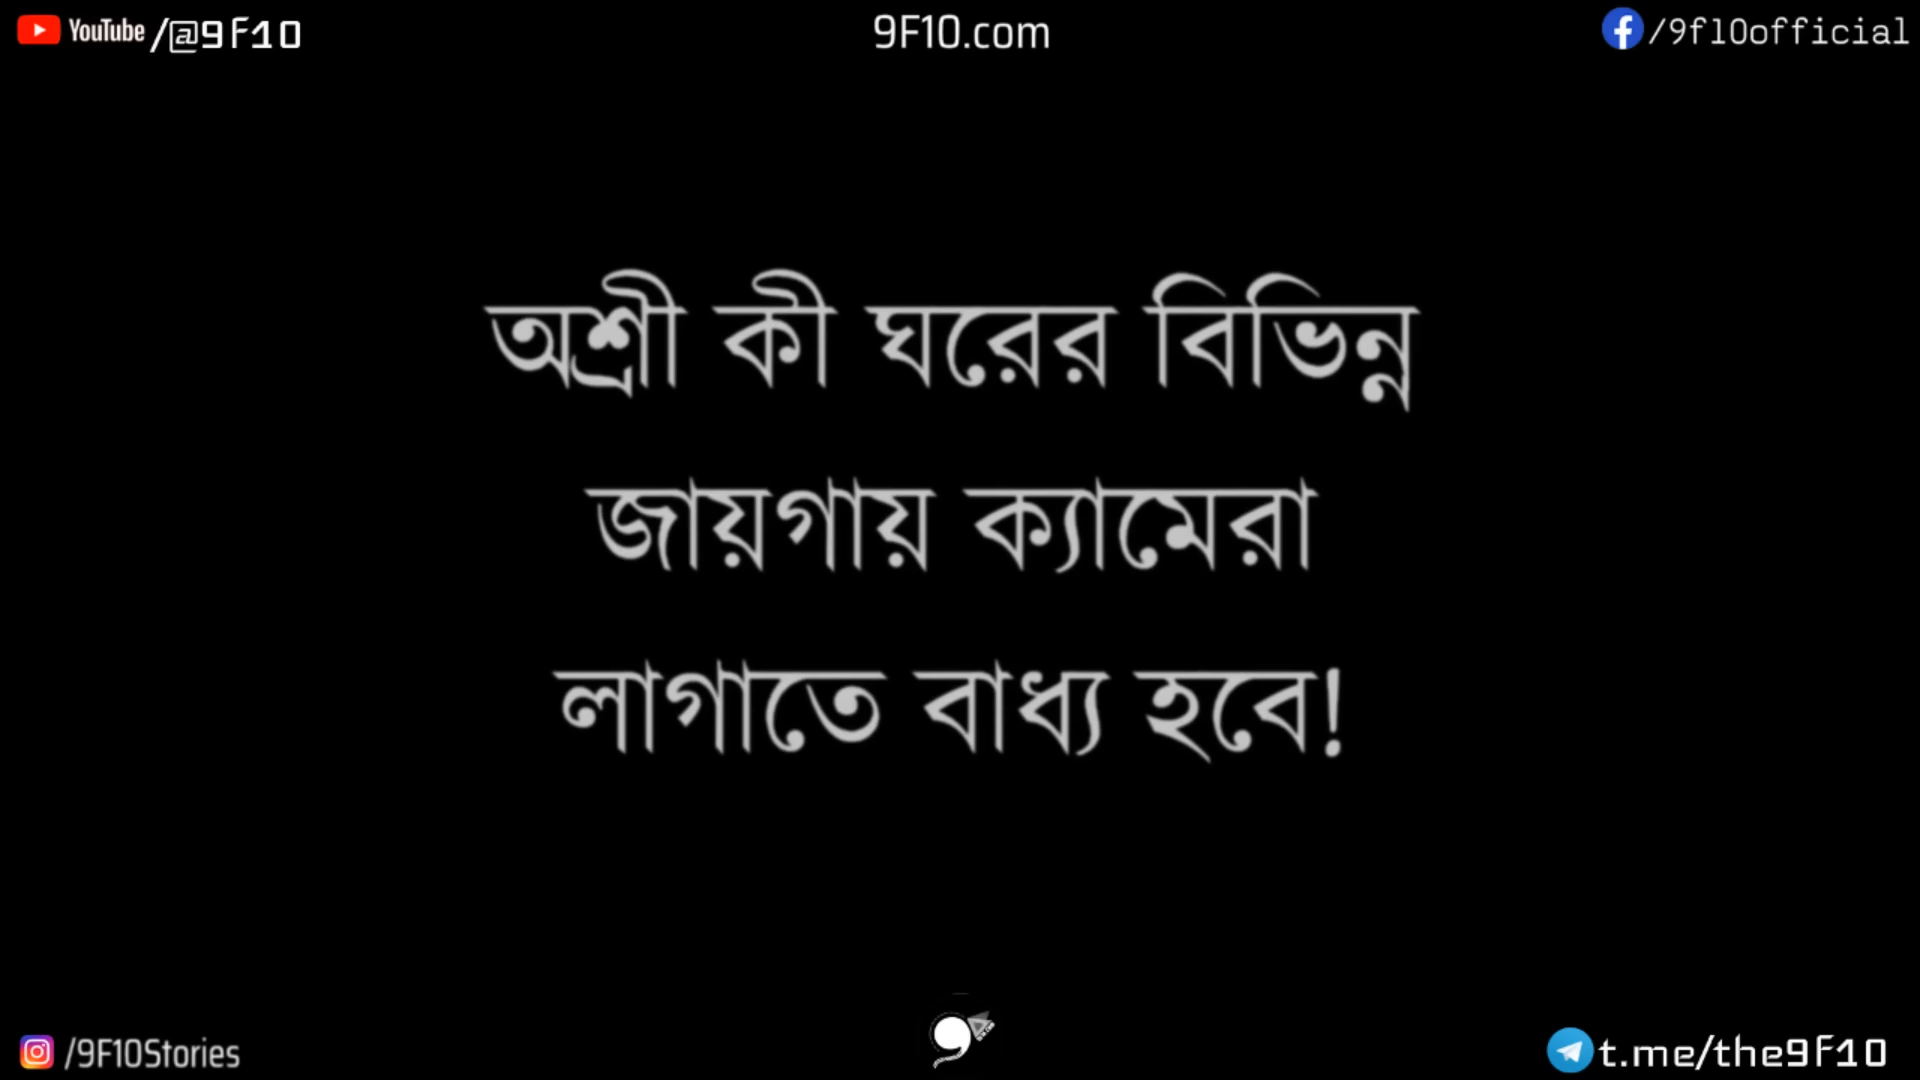 YouTube /@9F10
9F10.com
/9f10official
অশ্রী কী ঘরের বিভিন্ন
জায়গায় ক্যামেরা
লাগাতে বাধ্য হবে!
/9F10Stories
t.me/the9F10